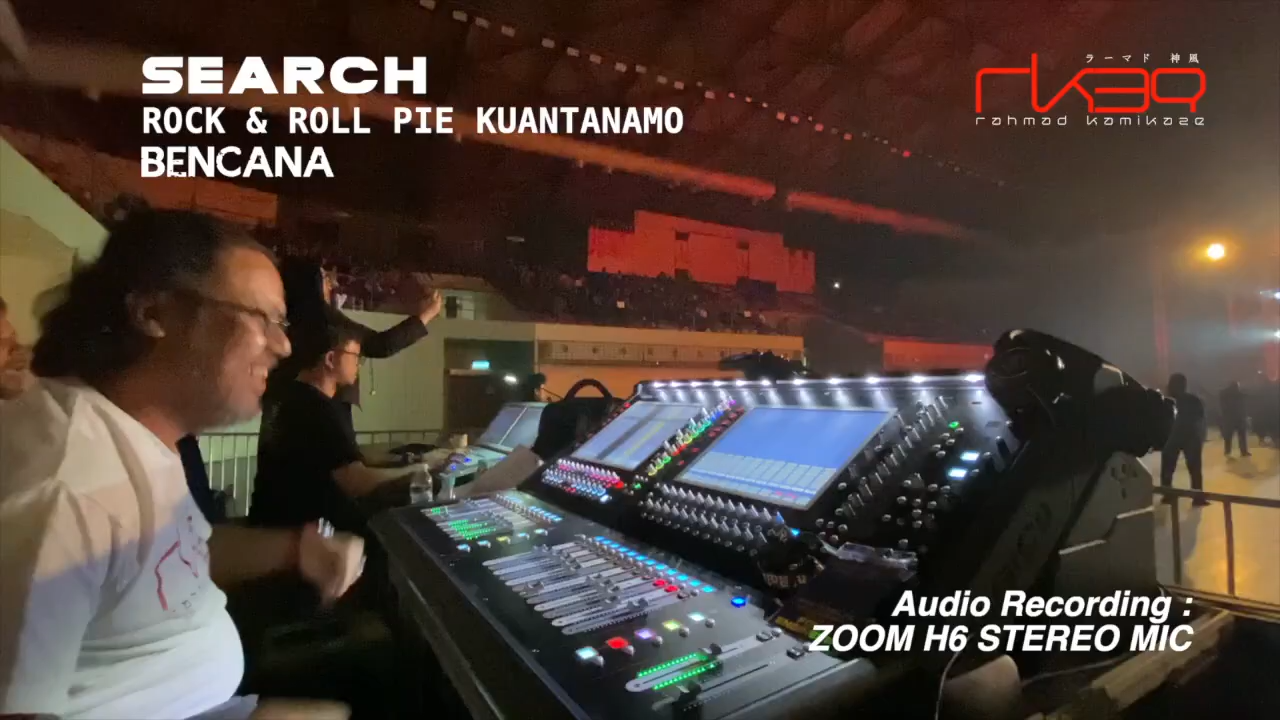 SEARCH
ROCK & ROLL PIE KUANTANAMO
BENCANA
ラーマド 神風
rk39
rahmad kamikaze
Audio Recording :
ZOOM H6 STEREO MIC